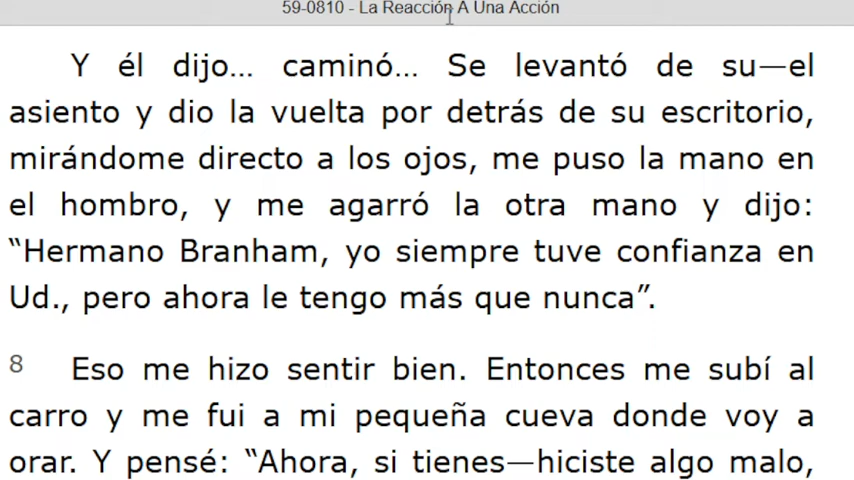 59-0810 - La Reacción A Una Acción
Y él dijo… caminó… Se levantó de su—el
asiento y dio la vuelta por detrás de su escritorio,
mirándome directo a los ojos, me puso la mano en
el hombro, y me agarró la otra mano y dijo:
“Hermano Branham, yo siempre tuve confianza en
Ud., pero ahora le tengo más que nunca”.
8 Eso me hizo sentir bien. Entonces me subí al
carro y me fui a mi pequeña cueva donde voy a
orar. Y pensé: “Ahora, si tienes—hiciste algo malo,